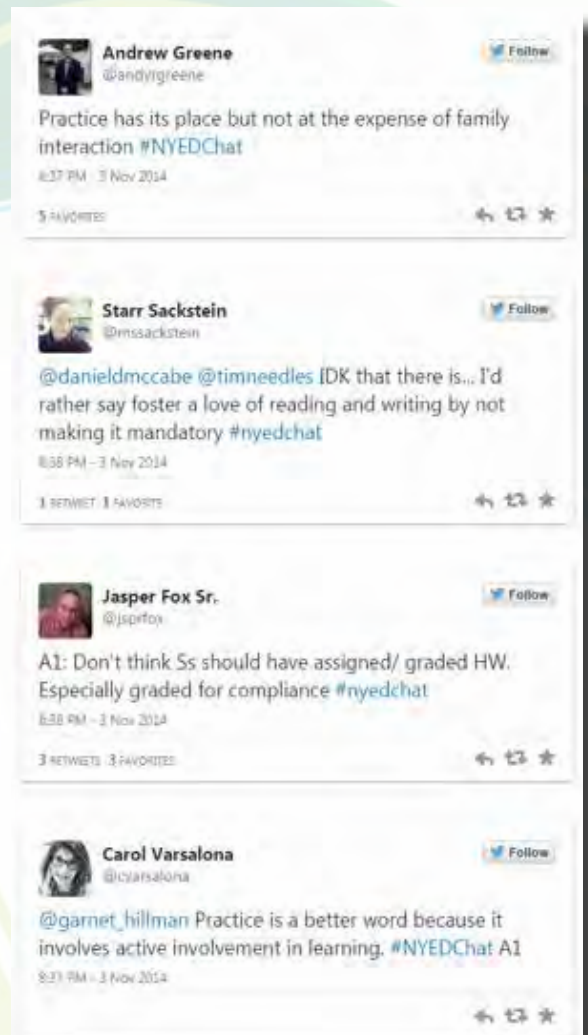 Andrew Greene
Follow
@andyrgreene
Practice has its place but not at the expense of family
interaction #NYEDChat
8:37 PM - 3 Nov 2014
5 FAVORITES
Starr Sackstein
Follow
@mssackstein
@danieldmccabe @timneedles IDK that there is... I'd
rather say foster a love of reading and writing by not
making it mandatory #nyedchat
8:38 PM - 3 Nov 2014
1 RETWEET 1 FAVORITE
Jasper Fox Sr.
Follow
@jsprfox
A1: Don't think Ss should have assigned/ graded HW.
Especially graded for compliance #nyedchat
8:38 PM - 3 Nov 2014
3 RETWEETS 3 FAVORITES
Carol Varsalona
Follow
@cvarsalona
@garnet_hillman Practice is a better word because it
involves active involvement in learning. #NYEDChat A1
8:37 PM - 3 Nov 2014